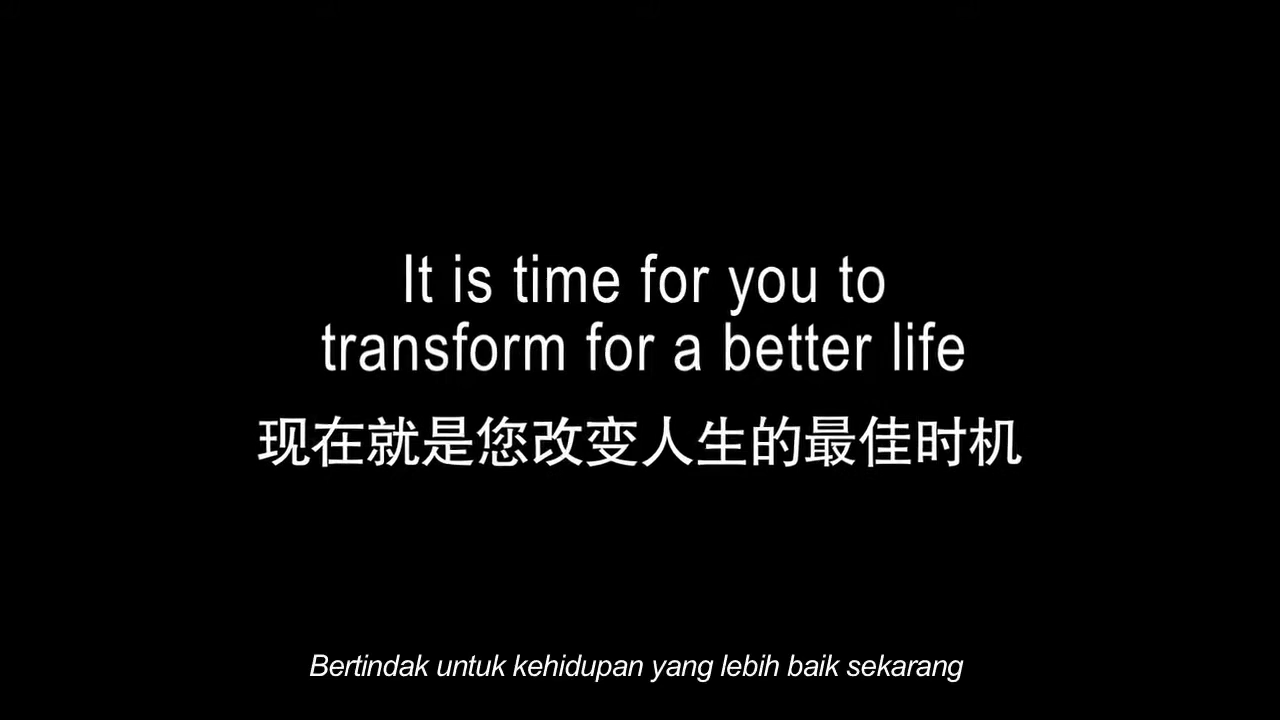 It is time for you to
transform for a better life
现在就是您改变人生的最佳时机
Bertindak untuk kehidupan yang lebih baik sekarang